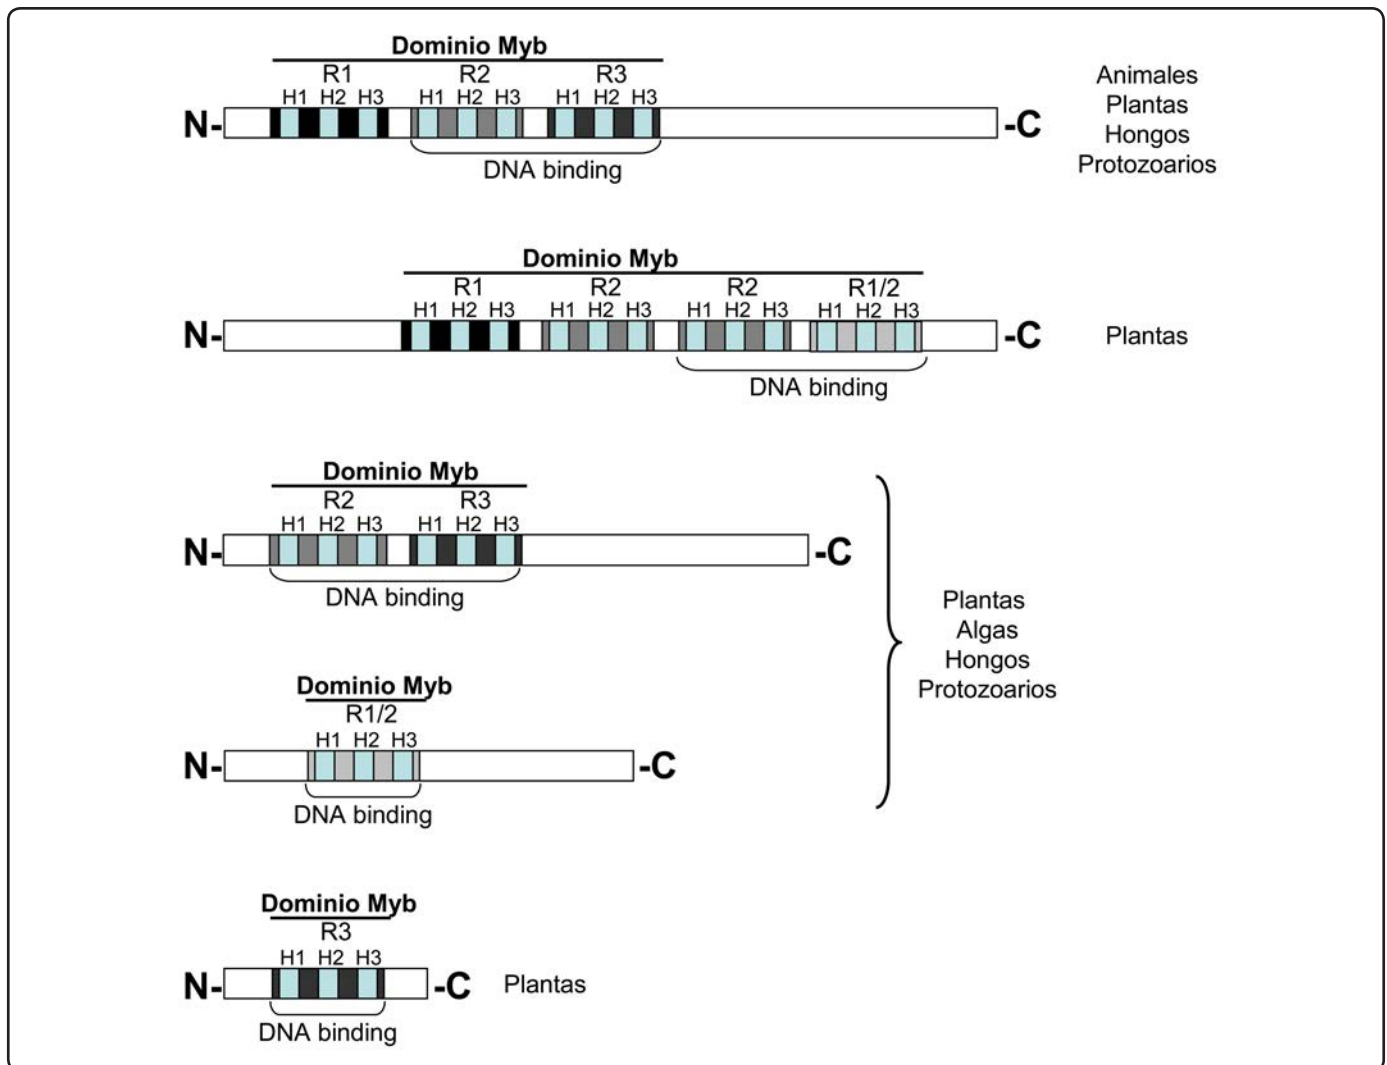 Dominio Myb
R1 R2 R3
H1 H2 H3 H1 H2 H3 H1 H2 H3
N- -C
DNA binding
Animales
Plantas
Hongos
Protozoarios
Dominio Myb
R1 R2 R2 R1/2
H1 H2 H3 H1 H2 H3 H1 H2 H3 H1 H2 H3
N- -C Plantas
DNA binding
Dominio Myb
R2 R3
H1 H2 H3 H1 H2 H3
N- -C
DNA binding
Dominio Myb
R1/2
H1 H2 H3
N- -C
DNA binding
Plantas
Algas
Hongos
Protozoarios
Dominio Myb
R3
H1 H2 H3
N- -C Plantas
DNA binding